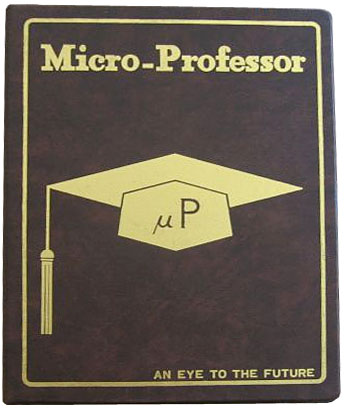 Micro-Professor
μP
AN EYE TO THE FUTURE